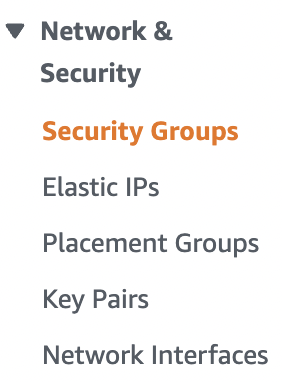 Network &
Security
Security Groups
Elastic IPs
Placement Groups
Key Pairs
Network Interfaces